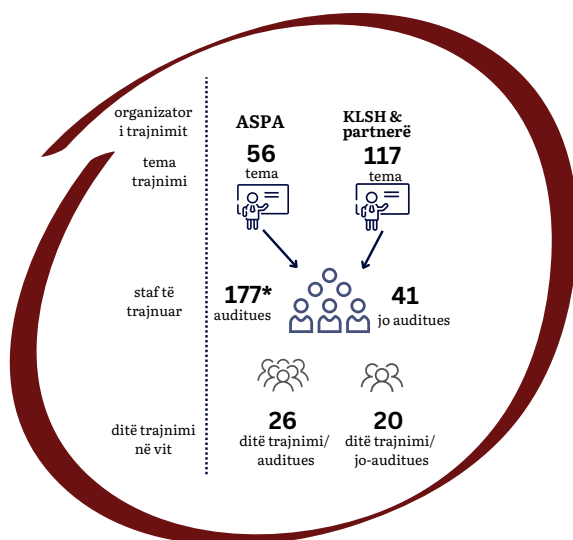 organizator
i trajnimit
ASPA
KLSH &
partnerë
tema
trajnimi
56
tema
117
tema
staf të
trajnuar
177*
auditues
41
jo auditues
ditë trajnimi
në vit
26
ditë trajnimi/
auditues
20
ditë trajnimi/
jo-auditues